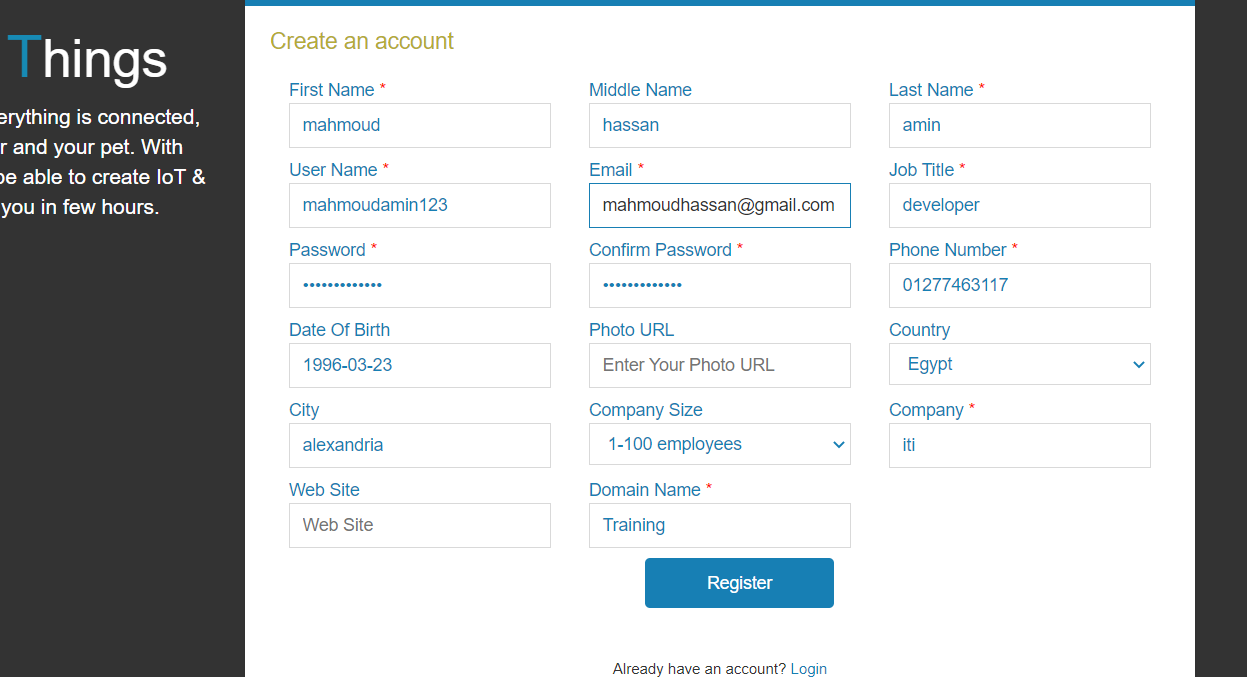 Things
erything is connected,
r and your pet. With
be able to create IoT &
you in few hours.
Create an account
First Name *
Middle Name
Last Name *
mahmoud
hassan
amin
User Name *
Email *
Job Title *
mahmoudamin123
mahmoudhassan@gmail.com
developer
Password *
Confirm Password *
Phone Number *
•••••••••••••
•••••••••••••
01277463117
Date Of Birth
Photo URL
Country
1996-03-23
Enter Your Photo URL
Egypt
City
Company Size
Company *
alexandria
1-100 employees
iti
Web Site
Domain Name *
Web Site
Training
Register
Already have an account? Login